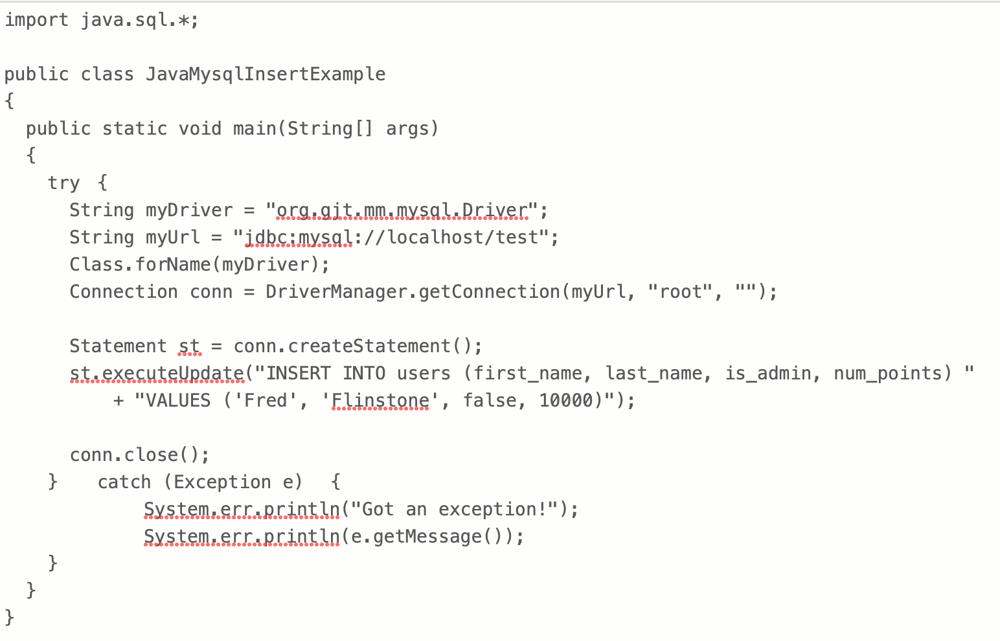 import java.sql.*;
public class JavaMysqlInsertExample
{
public static void main(String[] args)
{
try {
String myDriver = "org.gjt.mm.mysql.Driver";
String myUrl = "jdbc:mysql://localhost/test";
Class.forName(myDriver);
Connection conn = DriverManager.getConnection(myUrl, "root", "");
Statement st = conn.createStatement();
st.executeUpdate("INSERT INTO users (first_name, last_name, is_admin, num_points) "
+ "VALUES ('Fred', 'Flinstone', false, 10000)");
conn.close();
} catch (Exception e) {
System.err.println("Got an exception!");
System.err.println(e.getMessage());
}
}
}